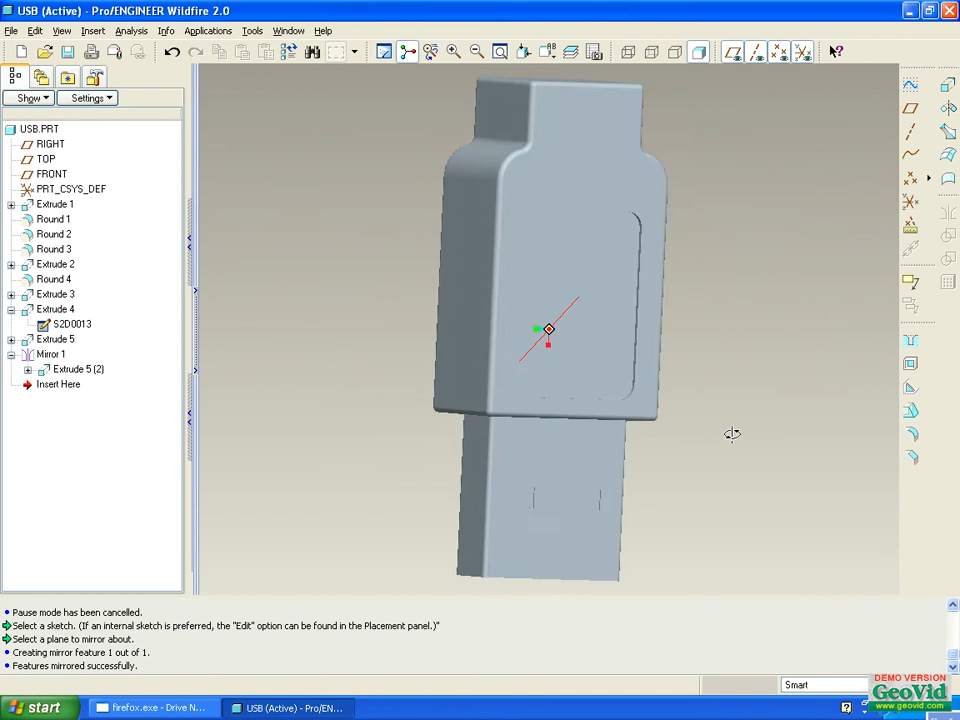 USB (Active) - Pro/ENGINEER Wildfire 2.0
File Edit View Insert Analysis Info Applications Tools Window Help
Show Settings
USB.PRT
RIGHT
TOP
FRONT
PRT_CSYS_DEF
Extrude 1
Round 1
Round 2
Round 3
Extrude 2
Round 4
Extrude 3
Extrude 4
S2D0013
Extrude 5
Mirror 1
Extrude 5 (2)
Insert Here
Pause mode has been cancelled.
Select a sketch. (If an internal sketch is preferred, the "Edit" option can be found in the Placement panel.)"
Select a plane to mirror about.
Creating mirror feature 1 out of 1.
Features mirrored successfully.
Smart
DEMO VERSION
GeoVid
www.geovid.com
start
firefox.exe - Drive N...
USB (Active) - Pro/EN...